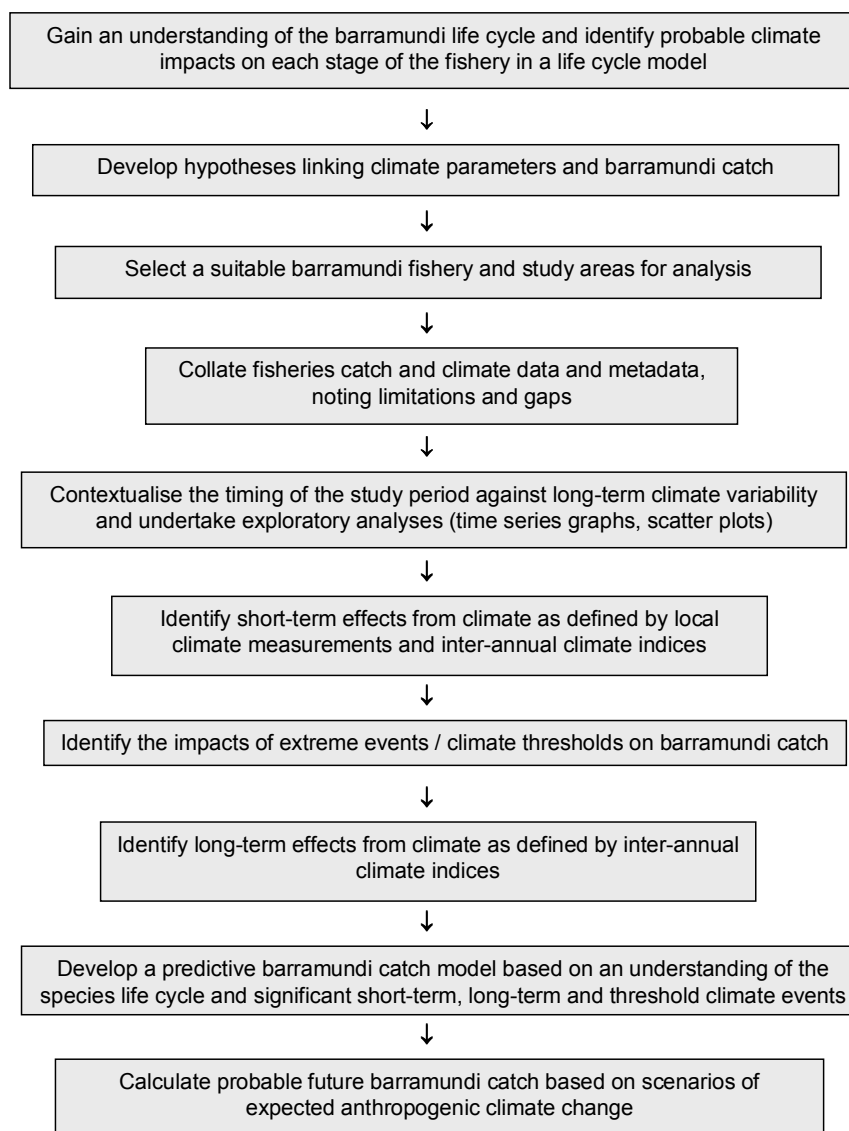 Gain an understanding of the barramundi life cycle and identify probable climate
impacts on each stage of the fishery in a life cycle model
↓
Develop hypotheses linking climate parameters and barramundi catch
↓
Select a suitable barramundi fishery and study areas for analysis
↓
Collate fisheries catch and climate data and metadata,
noting limitations and gaps
↓
Contextualise the timing of the study period against long-term climate variability
and undertake exploratory analyses (time series graphs, scatter plots)
↓
Identify short-term effects from climate as defined by local
climate measurements and inter-annual climate indices
↓
Identify the impacts of extreme events / climate thresholds on barramundi catch
↓
Identify long-term effects from climate as defined by inter-annual
climate indices
↓
Develop a predictive barramundi catch model based on an understanding of the
species life cycle and significant short-term, long-term and threshold climate events
↓
Calculate probable future barramundi catch based on scenarios of
expected anthropogenic climate change